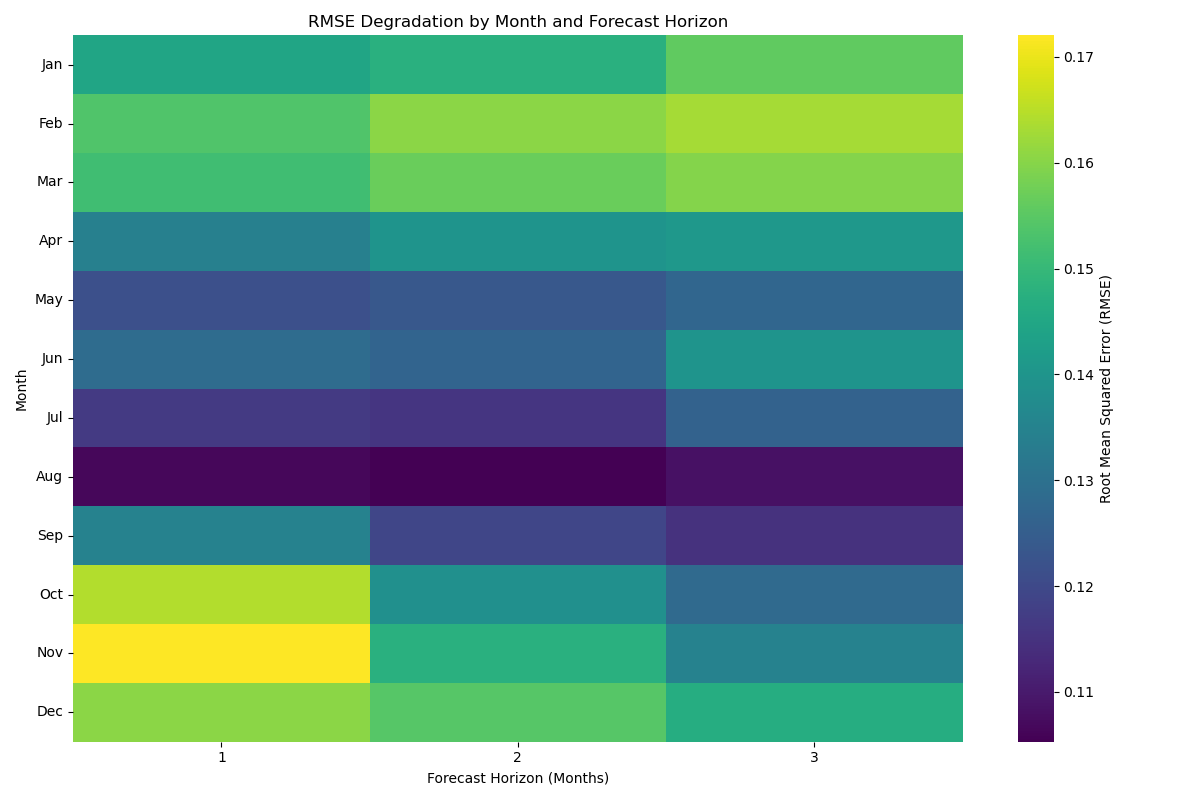 RMSE Degradation by Month and Forecast Horizon
Month
Jan
Feb
Mar
Apr
May
Jun
Jul
Aug
Sep
Oct
Nov
Dec
1 2 3
Forecast Horizon (Months)
0.17
0.16
0.15
0.14
0.13
0.12
0.11
Root Mean Squared Error (RMSE)